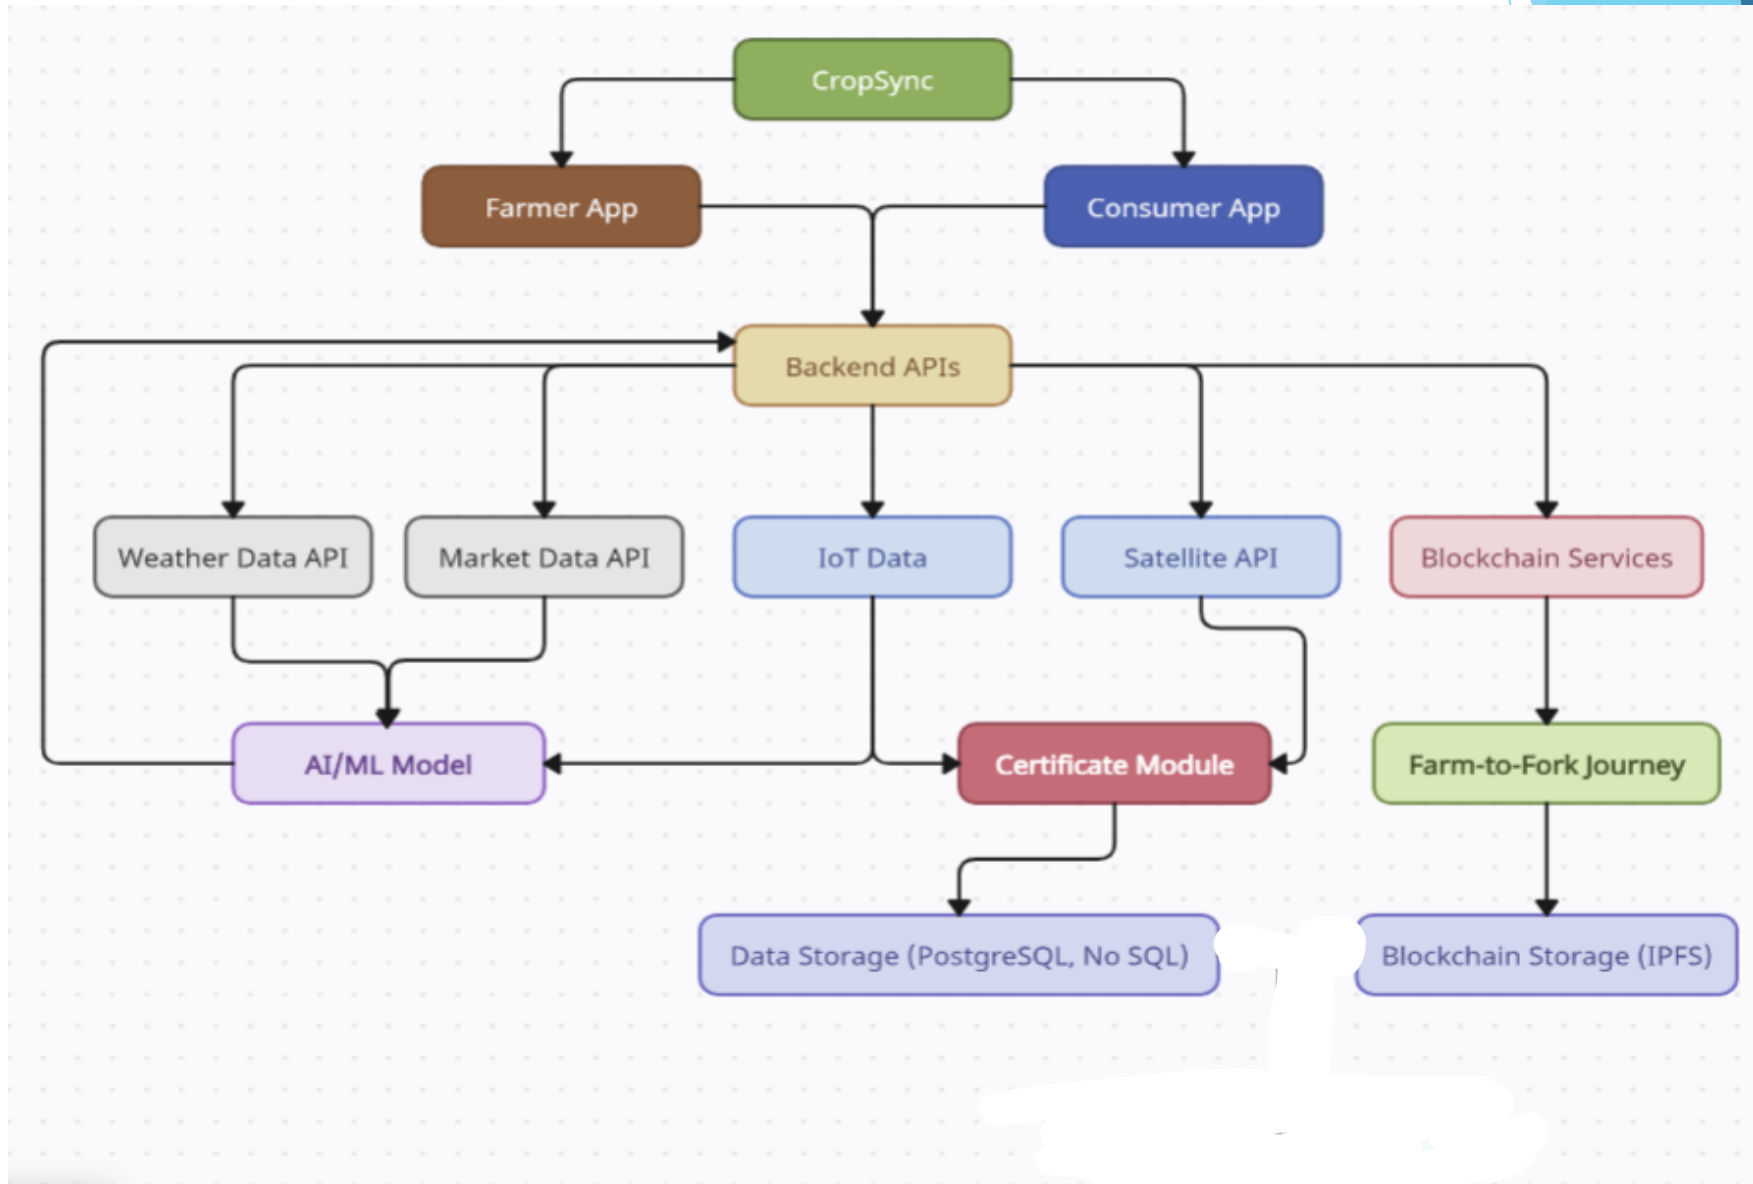 CropSync
Farmer App
Consumer App
Backend APIs
Weather Data API
Market Data API
IoT Data
Satellite API
Blockchain Services
AI/ML Model
Certificate Module
Farm-to-Fork Journey
Data Storage (PostgreSQL, No SQL)
Blockchain Storage (IPFS)